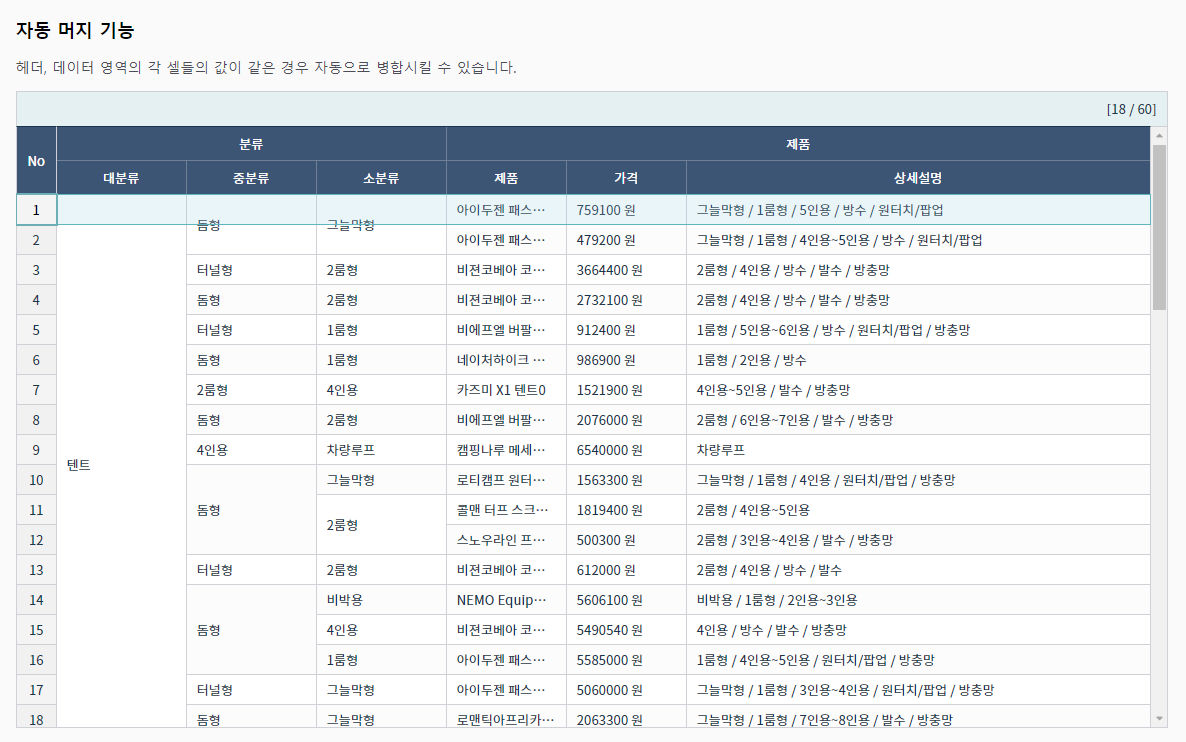 자동 머지 기능
헤더, 데이터 영역의 각 셀들의 값이 같은 경우 자동으로 병합시킬 수 있습니다.
[18 / 60]
No 분류 제품
대분류 중분류 소분류 제품 가격 상세설명
1 돔형 그늘막형 아이두젠 패스… 759100 원 그늘막형 / 1룸형 / 5인용 / 방수 / 원터치/팝업
2 아이두젠 패스… 479200 원 그늘막형 / 1룸형 / 4인용~5인용 / 방수 / 원터치/팝업
3 터널형 2룸형 비젼코베아 코… 3664400 원 2룸형 / 4인용 / 방수 / 발수 / 방충망
4 돔형 2룸형 비젼코베아 코… 2732100 원 2룸형 / 4인용 / 방수 / 발수 / 방충망
5 터널형 1룸형 비에프엘 버팔… 912400 원 1룸형 / 5인용~6인용 / 방수 / 원터치/팝업 / 방충망
6 돔형 1룸형 네이처하이크 … 986900 원 1룸형 / 2인용 / 방수
7 2룸형 4인용 카즈미 X1 텐트0 1521900 원 4인용~5인용 / 발수 / 방충망
8 돔형 2룸형 비에프엘 버팔… 2076000 원 2룸형 / 6인용~7인용 / 발수 / 방충망
9 4인용 차량루프 캠핑나루 메세… 6540000 원 차량루프
텐트
10 그늘막형 로티캠프 원터… 1563300 원 그늘막형 / 1룸형 / 4인용 / 원터치/팝업 / 방충망
11 돔형 2룸형 콜맨 터프 스크… 1819400 원 2룸형 / 4인용~5인용
12 스노우라인 프… 500300 원 2룸형 / 3인용~4인용 / 발수 / 방충망
13 터널형 2룸형 비젼코베아 코… 612000 원 2룸형 / 4인용 / 방수 / 발수
14 비박용 NEMO Equip… 5606100 원 비박용 / 1룸형 / 2인용~3인용
15 돔형 4인용 비젼코베아 코… 5490540 원 4인용 / 방수 / 발수 / 방충망
16 1룸형 아이두젠 패스… 5585000 원 1룸형 / 4인용~5인용 / 원터치/팝업 / 방충망
17 터널형 그늘막형 아이두젠 패스… 5060000 원 그늘막형 / 1룸형 / 3인용~4인용 / 원터치/팝업 / 방충망
18 돔형 그늘막형 로맨틱아프리카… 2063300 원 그늘막형 / 1룸형 / 7인용~8인용 / 발수 / 방충망